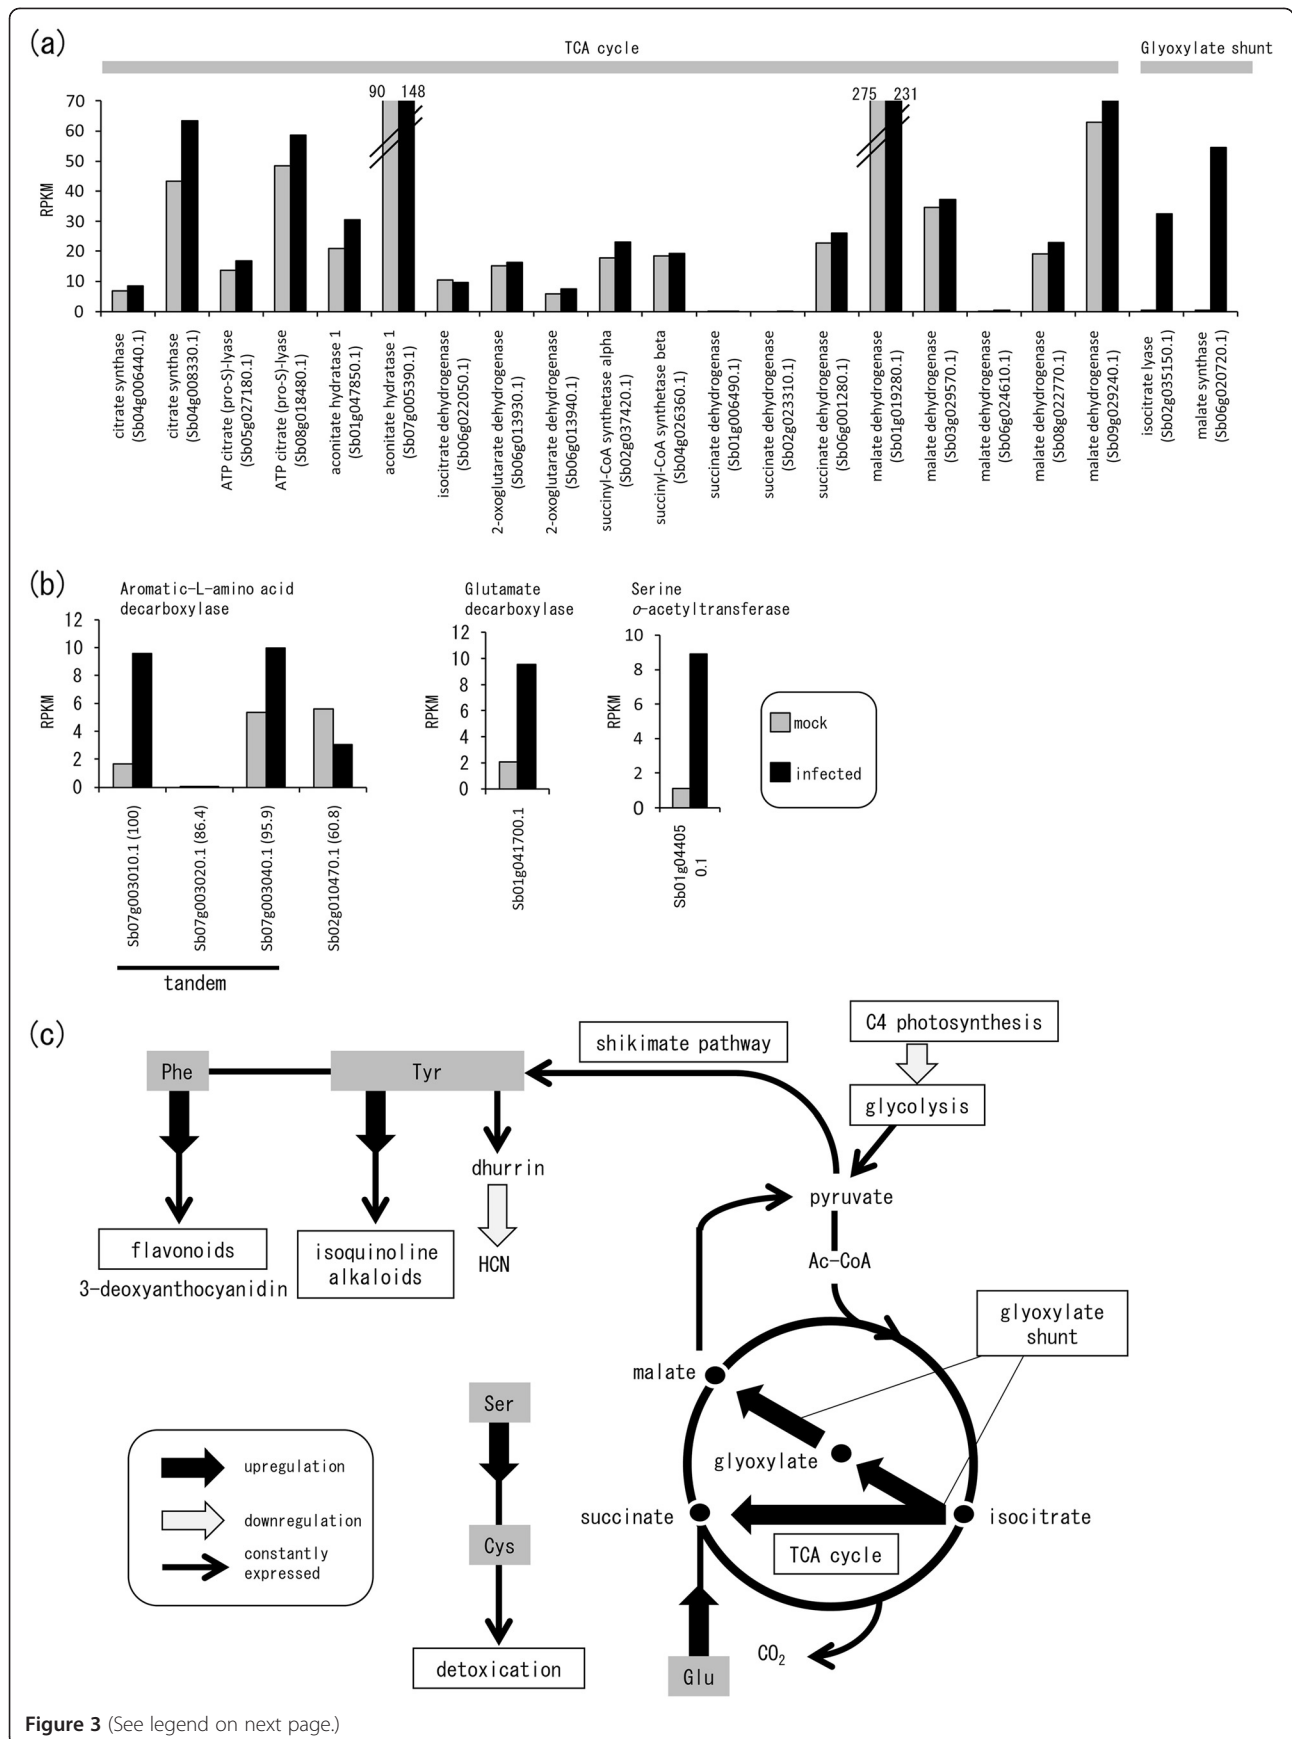 (a)
TCA cycle
Glyoxylate shunt
90
148
275
231
70
60
50
40
30
20
10
0
RPKM
citrate synthase
(Sb04g006440.1)
citrate synthase
(Sb04g008330.1)
ATP citrate (pro-S)-lyase
(Sb05g027180.1)
ATP citrate (pro-S)-lyase
(Sb08g018480.1)
aconitate hydratase 1
(Sb01g047850.1)
aconitate hydratase 1
(Sb07g005390.1)
isocitrate dehydrogenase
(Sb06g022050.1)
2-oxoglutarate dehydrogenase
(Sb06g013930.1)
2-oxoglutarate dehydrogenase
(Sb06g013940.1)
succinyl-CoA synthetase alpha
(Sb02g037420.1)
succinyl-CoA synthetase beta
(Sb04g026360.1)
succinate dehydrogenase
(Sb01g006490.1)
succinate dehydrogenase
(Sb02g023310.1)
succinate dehydrogenase
(Sb06g001280.1)
malate dehydrogenase
(Sb01g019280.1)
malate dehydrogenase
(Sb03g029570.1)
malate dehydrogenase
(Sb06g024610.1)
malate dehydrogenase
(Sb08g022770.1)
malate dehydrogenase
(Sb09g029240.1)
isocitrate lyase
(Sb02g035150.1)
malate synthase
(Sb06g020720.1)
(b)
Aromatic-L-amino acid
decarboxylase
12
10
8
6
4
2
0
RPKM
Sb07g003010.1 (100)
Sb07g003020.1 (86.4)
Sb07g003040.1 (95.9)
Sb02g010470.1 (60.8)
tandem
Glutamate
decarboxylase
12
10
8
6
4
2
0
RPKM
Sb01g041700.1
Serine
o-acetyltransferase
10
8
6
4
2
0
RPKM
Sb01g04405
0.1
mock
infected
(c)
C4 photosynthesis
shikimate pathway
Phe
Tyr
glycolysis
dhurrin
pyruvate
flavonoids
3-deoxyanthocyanidin
isoquinoline
alkaloids
HCN
Ac-CoA
glyoxylate
shunt
malate
Ser
glyoxylate
upregulation
downregulation
constantly
expressed
succinate
isocitrate
Cys
TCA cycle
detoxication
CO2
Glu
Figure 3 (See legend on next page.)